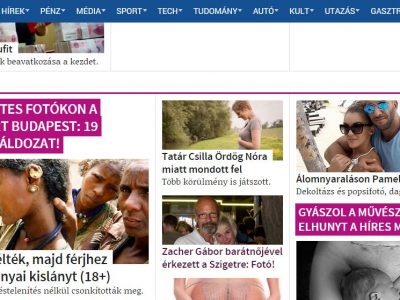 HÍREK PÉNZ MÉDIA SPORT TECH TUDOMÁNY AUTÓ KULT UTAZÁS GASZTR
ufit
k beavatkozása a kezdet.
TES FOTÓKON A
T BUDAPEST: 19
ÁLDOZAT!
élték, majd férjhez
nyai kislányt (18+)
éstelenítés nélkül csonkították meg.
Tatár Csilla Ördög Nóra
miatt mondott fel
Több körülmény is játszott.
Zacher Gábor barátnőjével
érkezett a Szigetre: Fotó!
Álomnyaraláson Pamel
Dekoltázs és popsifotó, dag
GYÁSZOL A MŰVÉSZ
ELHUNYT A HÍRES M